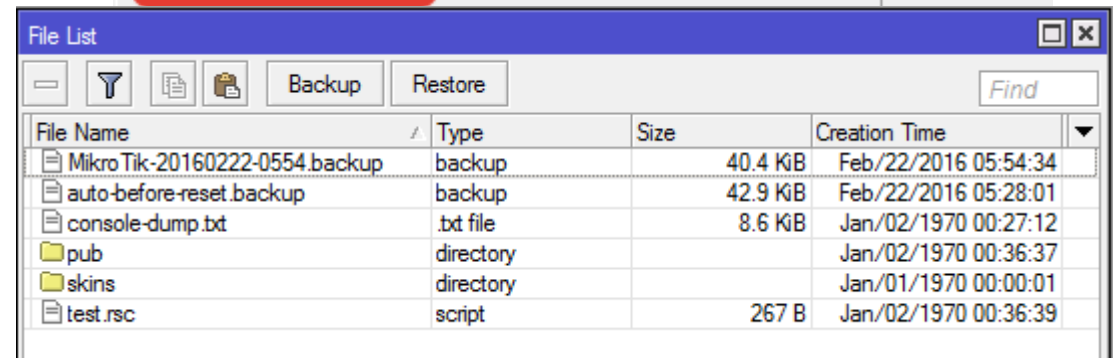 File List
Backup Restore Find
File Name Type Size Creation Time
MikroTik-20160222-0554.backup backup 40.4 KiB Feb/22/2016 05:54:34
auto-before-reset.backup backup 42.9 KiB Feb/22/2016 05:28:01
console-dump.txt .txt file 8.6 KiB Jan/02/1970 00:27:12
pub directory Jan/02/1970 00:36:37
skins directory Jan/01/1970 00:00:01
test.rsc script 267 B Jan/02/1970 00:36:39